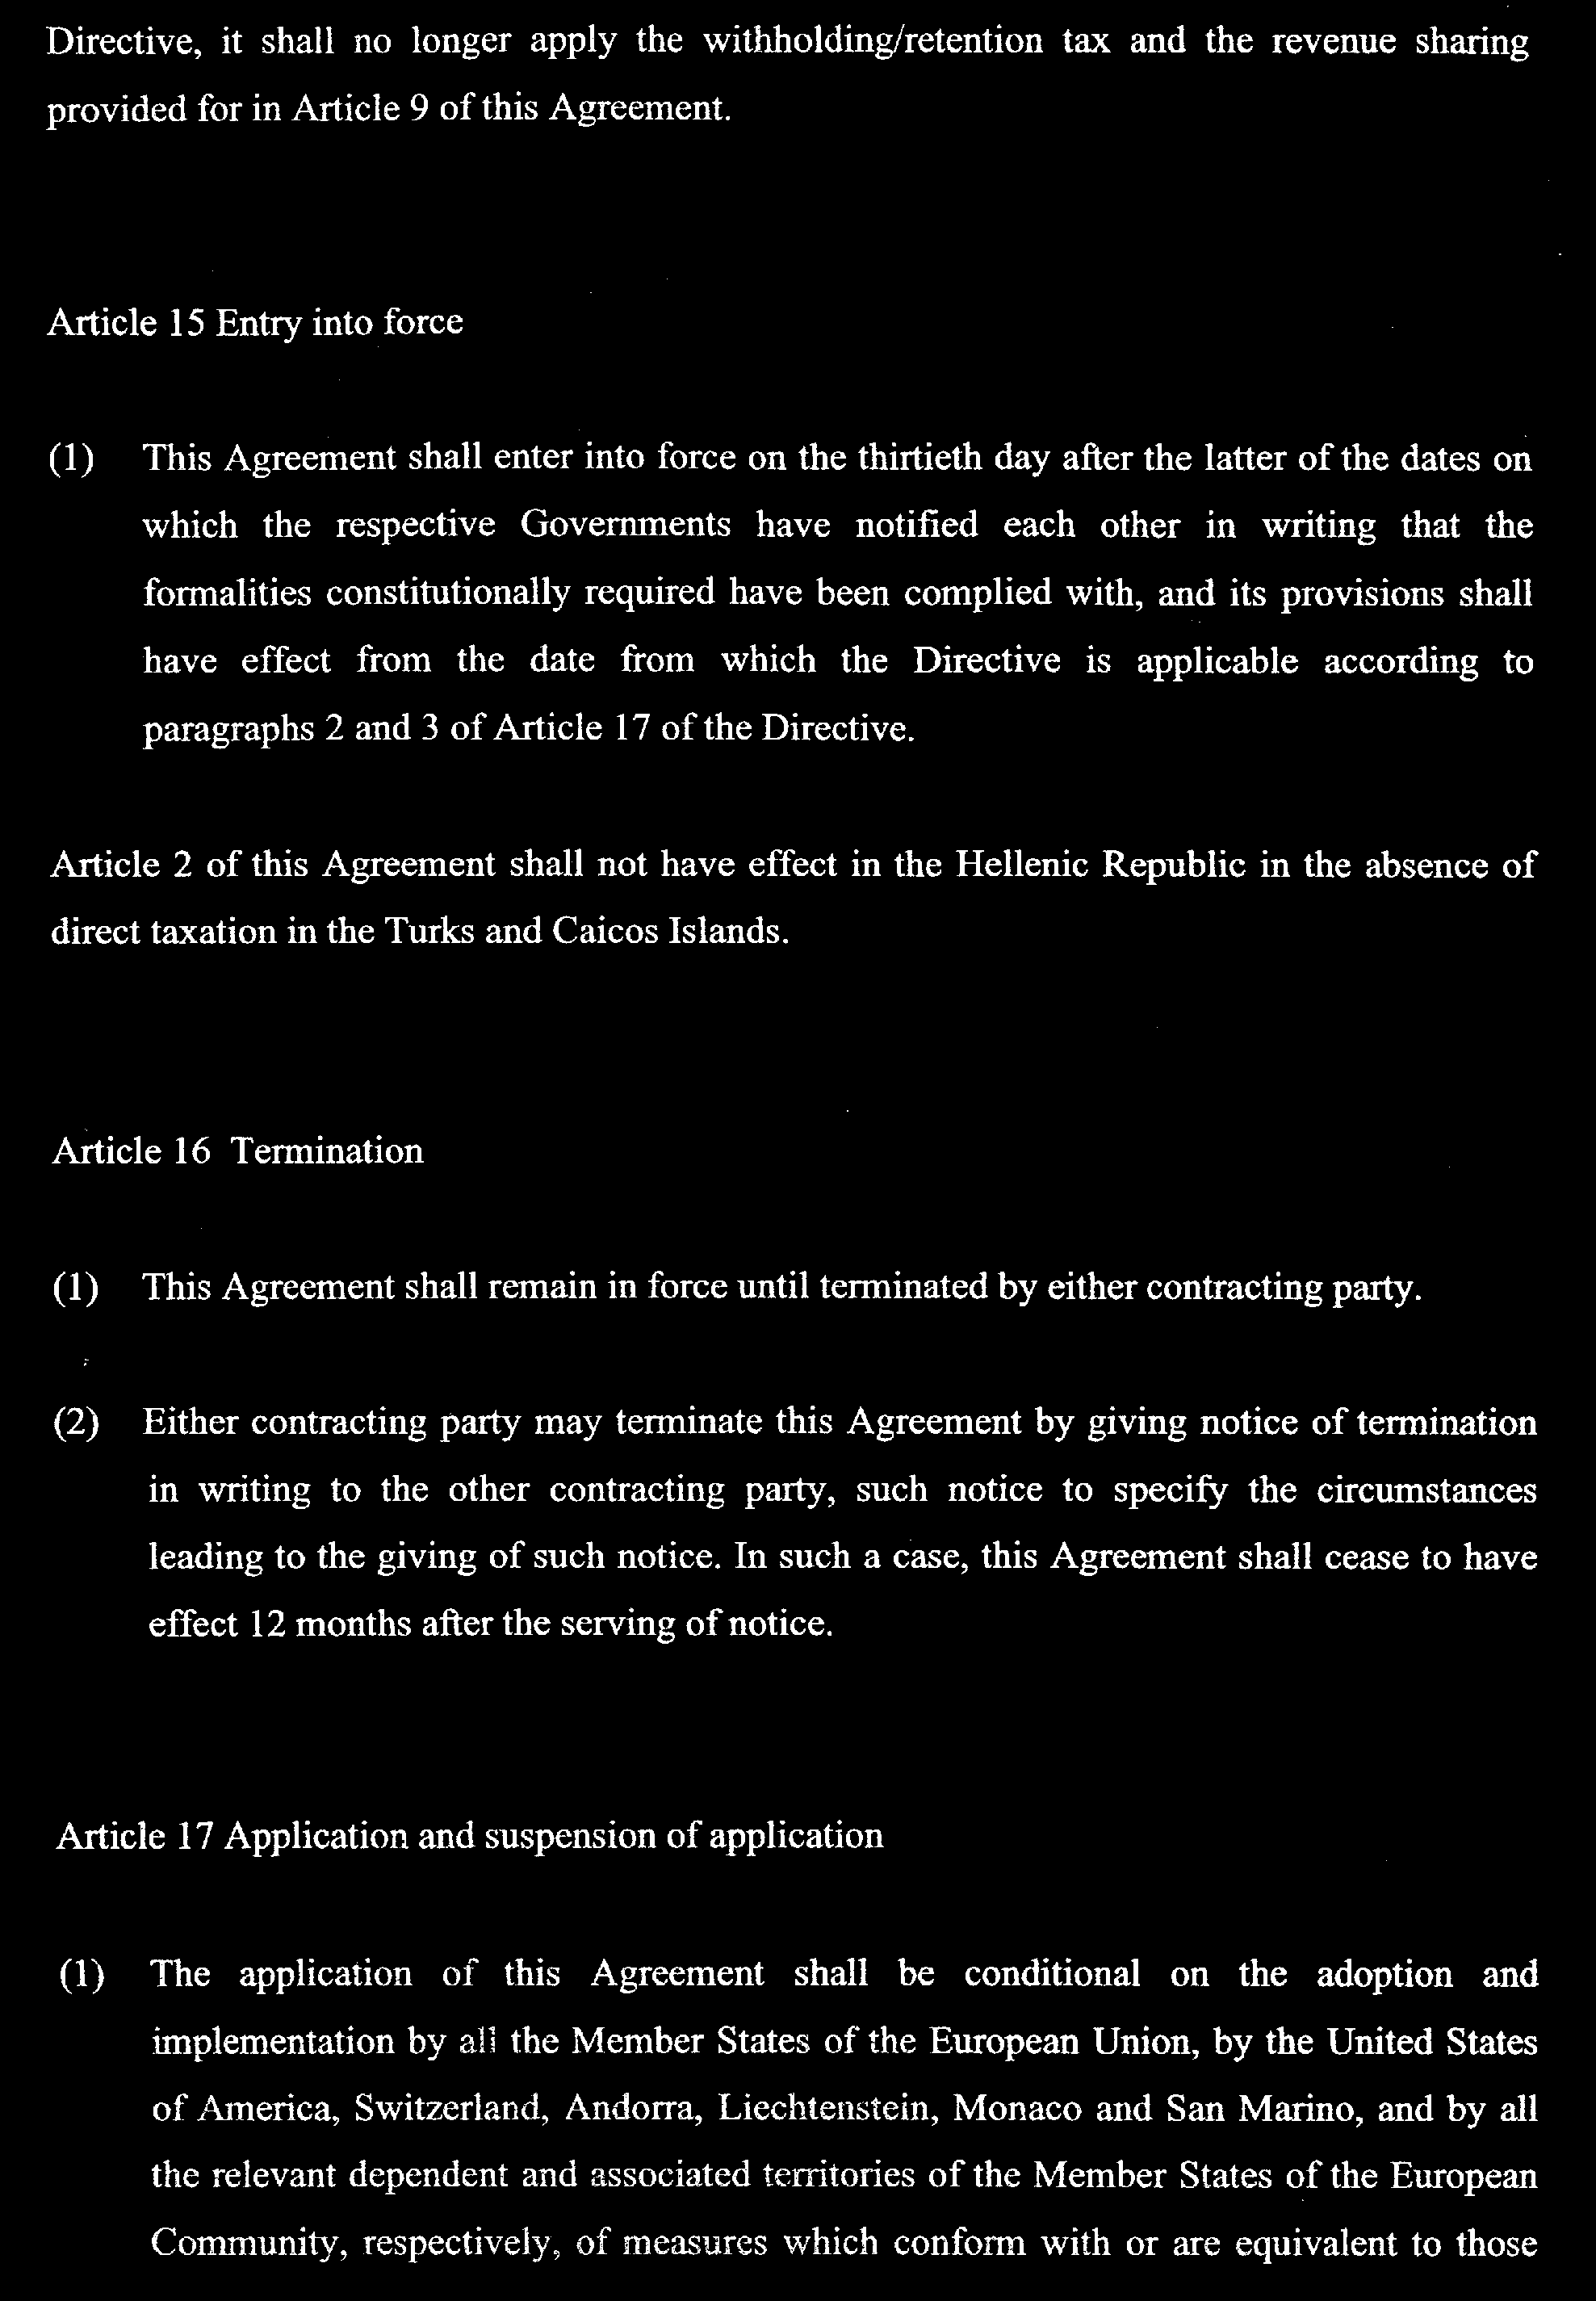 Directive, it shall no longer apply the withholding/retention tax and the revenue sharing
provided for in Article 9 of this Agreement.
Article 15 Entry into force
(1) This Agreement shall enter into force on the thirtieth day after the latter of the dates on
which the respective Governments have notified each other in writing that the
formalities constitutionally required have been complied with, and its provisions shall
have effect from the date from which the Directive is applicable according to
paragraphs 2 and 3 of Article 17 of the Directive.
Article 2 of this Agreement shall not have effect in the Hellenic Republic in the absence of
direct taxation in the Turks and Caicos Islands.
Article 16 Termination
(1) This Agreement shall remain in force until terminated by either contracting party.
(2) Either contracting party may terminate this Agreement by giving notice of termination
in writing to the other contracting party, such notice to specify the circumstances
leading to the giving of such notice. In such a case, this Agreement shall cease to have
effect 12 months after the serving of notice.
Article 17 Application and suspension of application
(1) The application of this Agreement shall be conditional on the adoption and
implementation by all the Member States of the European Union, by the United States
of America, Switzerland, Andorra, Liechtenstein, Monaco and San Marino, and by all
the relevant dependent and associated territories of the Member States of the European
Community, respectively, of measures which conform with or are equivalent to those